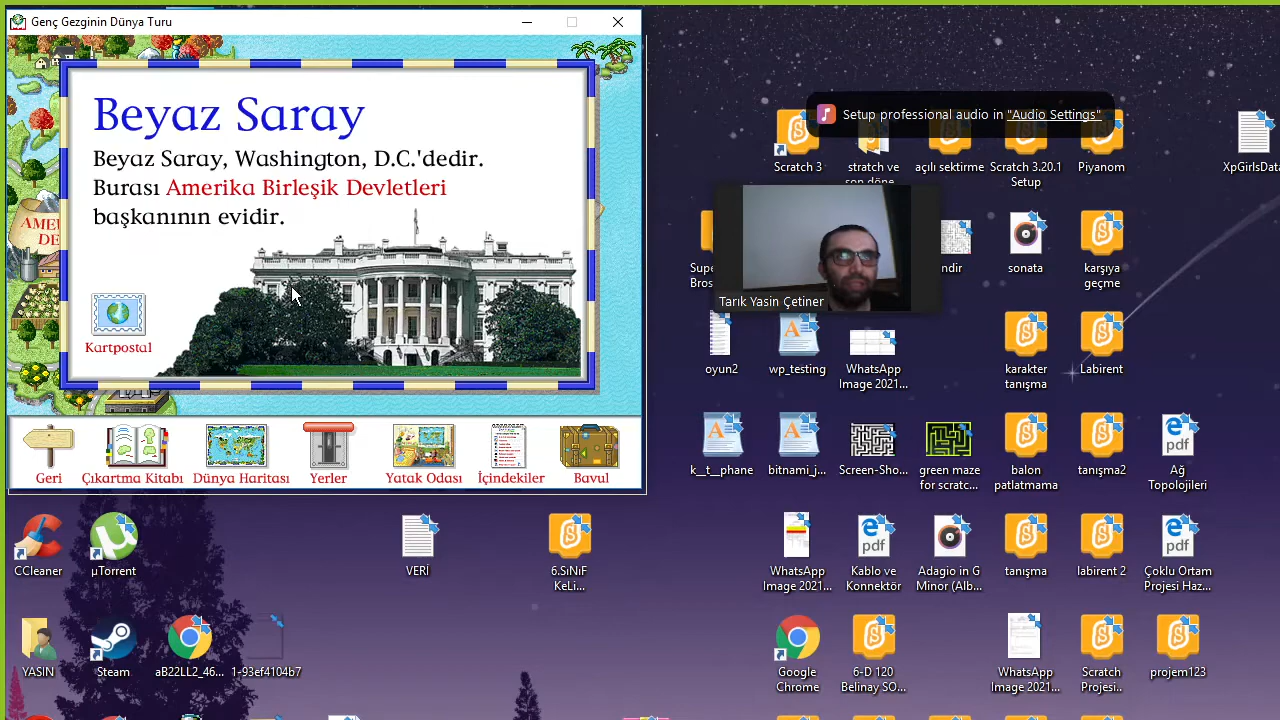 Genç Gezginin Dünya Turu
Beyaz Saray
Beyaz Saray, Washington, D.C.'dedir.
Burası Amerika Birleşik Devletleri
başkanının evidir.
Kartpostal
Geri
Çıkartma Kitabı
Dünya Haritası
Yerler
Yatak Odası
İçindekiler
Bavul
Setup professional audio in "Audio Settings"
Scratch 3
stratch ve
son döne...
açılı sektirme
Scratch 3.20.1
Setup
Piyanom
XpGirlsData
Tarık Yasin Çetiner
sonata
karşıya
geçme
oyun2
wp_testing
WhatsApp
Image 2021...
karakter
tanışma
Labirent
k__t__phane
bitnami_j...
Screen-Sho...
green maze
for scratc...
balon
patlatmama
tanışma2
Ağ
Topolojileri
CCleaner
µTorrent
VERİ
6.SıNıF
KeLi...
WhatsApp
Image 2021...
Kablo ve
Konnektör
Adagio in G
Minor (Alb...
tanışma
labirent 2
Çoklu Ortam
Projesi Haz...
YASIN
Steam
aB22LL2_46...
1-93ef4104b7
Google
Chrome
6-D 120
Belinay SO...
WhatsApp
Image 2021...
Scratch
Projesi..
projem123